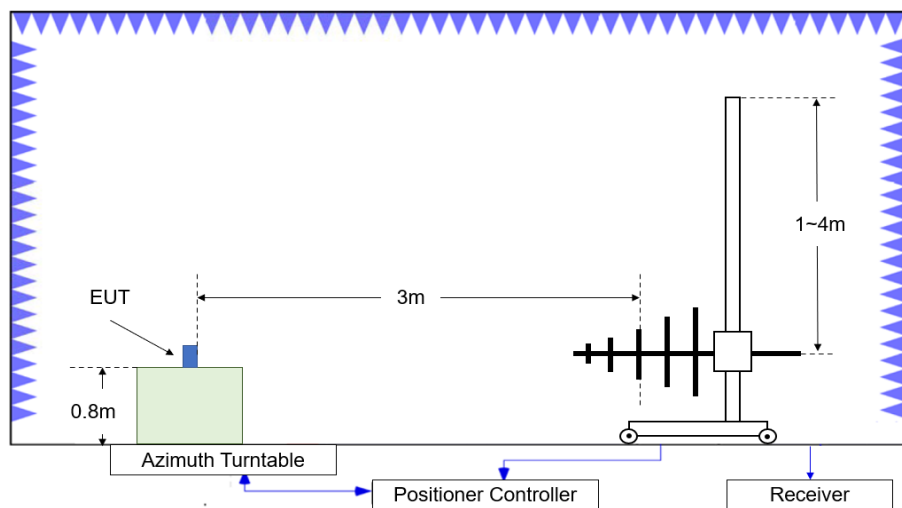 1~4m
EUT
3m
0.8m
Azimuth Turntable
Positioner Controller
Receiver